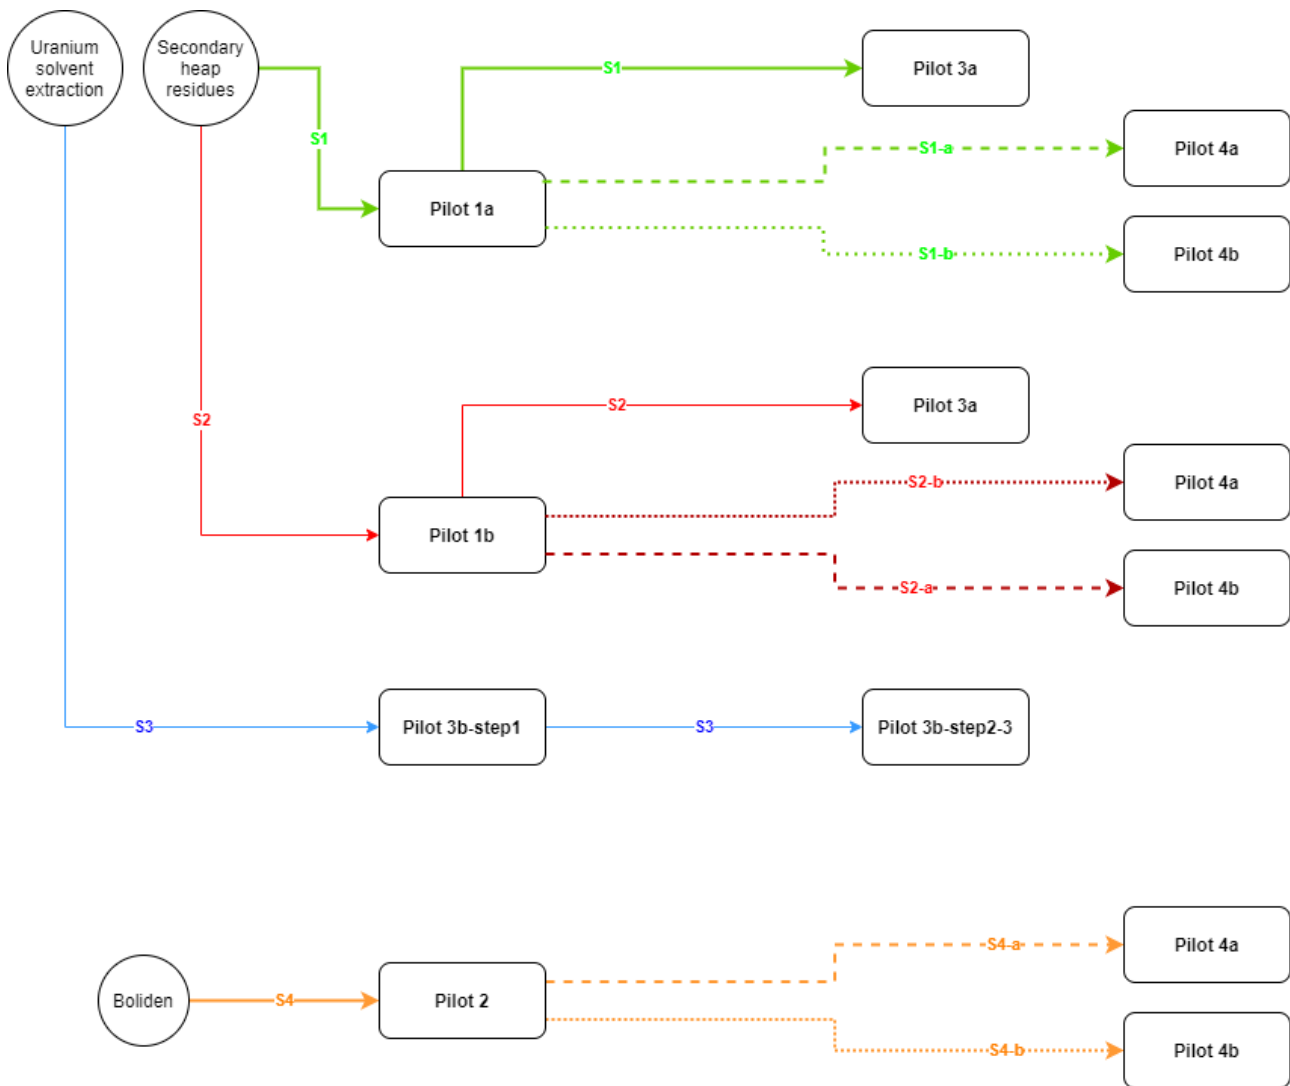 Uranium
solvent
extraction
Secondary
heap
residues
S1
Pilot 3a
S1
S1-a
Pilot 4a
Pilot 1a
S1-b
Pilot 4b
S2
Pilot 3a
S2
S2-b
Pilot 4a
Pilot 1b
S2-a
Pilot 4b
S3
Pilot 3b-step1
S3
Pilot 3b-step2-3
S4-a
Pilot 4a
Boliden
S4
Pilot 2
S4-b
Pilot 4b